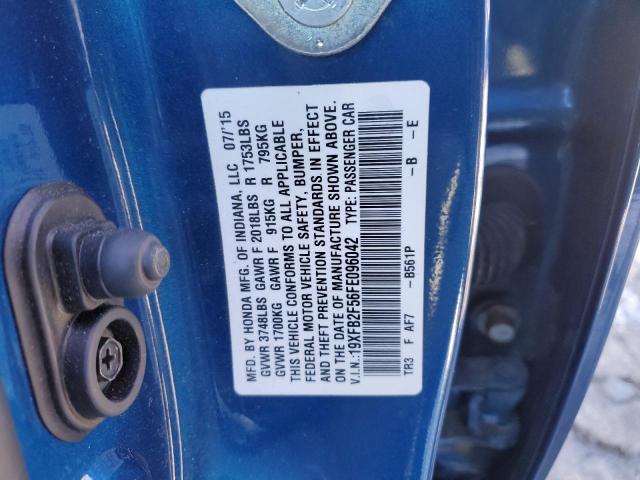 MFD. BY HONDA MFG. OF INDIANA, LLC 07/'15
GVWR 3748LBS GAWR F 2018LBS R 1753LBS
GVWR 1700KG GAWR F 915KG R 795KG
THIS VEHICLE CONFORMS TO ALL APPLICABLE
FEDERAL MOTOR VEHICLE SAFETY, BUMPER,
AND THEFT PREVENTION STANDARDS IN EFFECT
ON THE DATE OF MANUFACTURE SHOWN ABOVE.
V.I.N.:19XFB2F56FE096042 TYPE: PASSENGER CAR
TR3 F AF7 –B561P –B –E